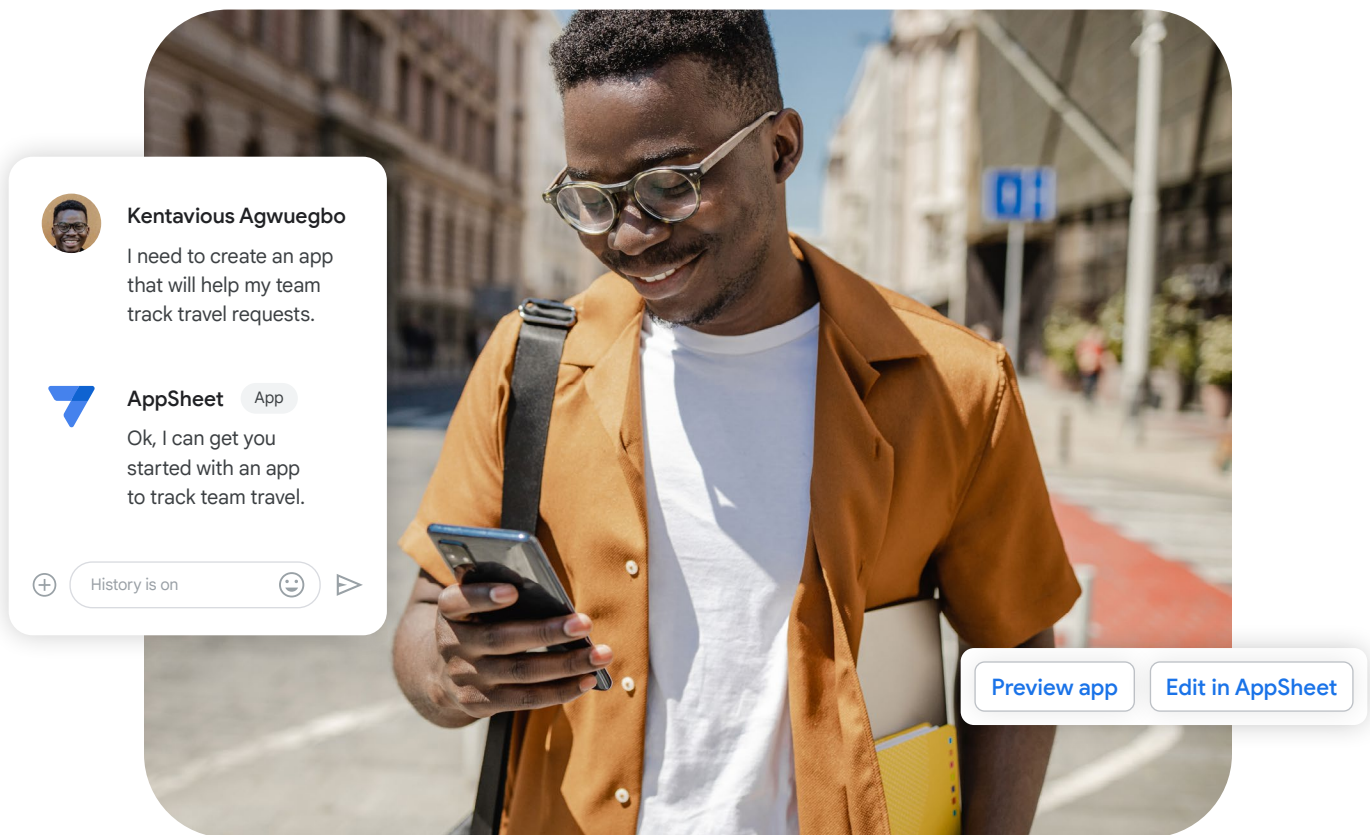 Kentavious Agwuegbo
I need to create an app
that will help my team
track travel requests.
AppSheet App
Ok, I can get you
started with an app
to track team travel.
History is on
Preview app Edit in AppSheet